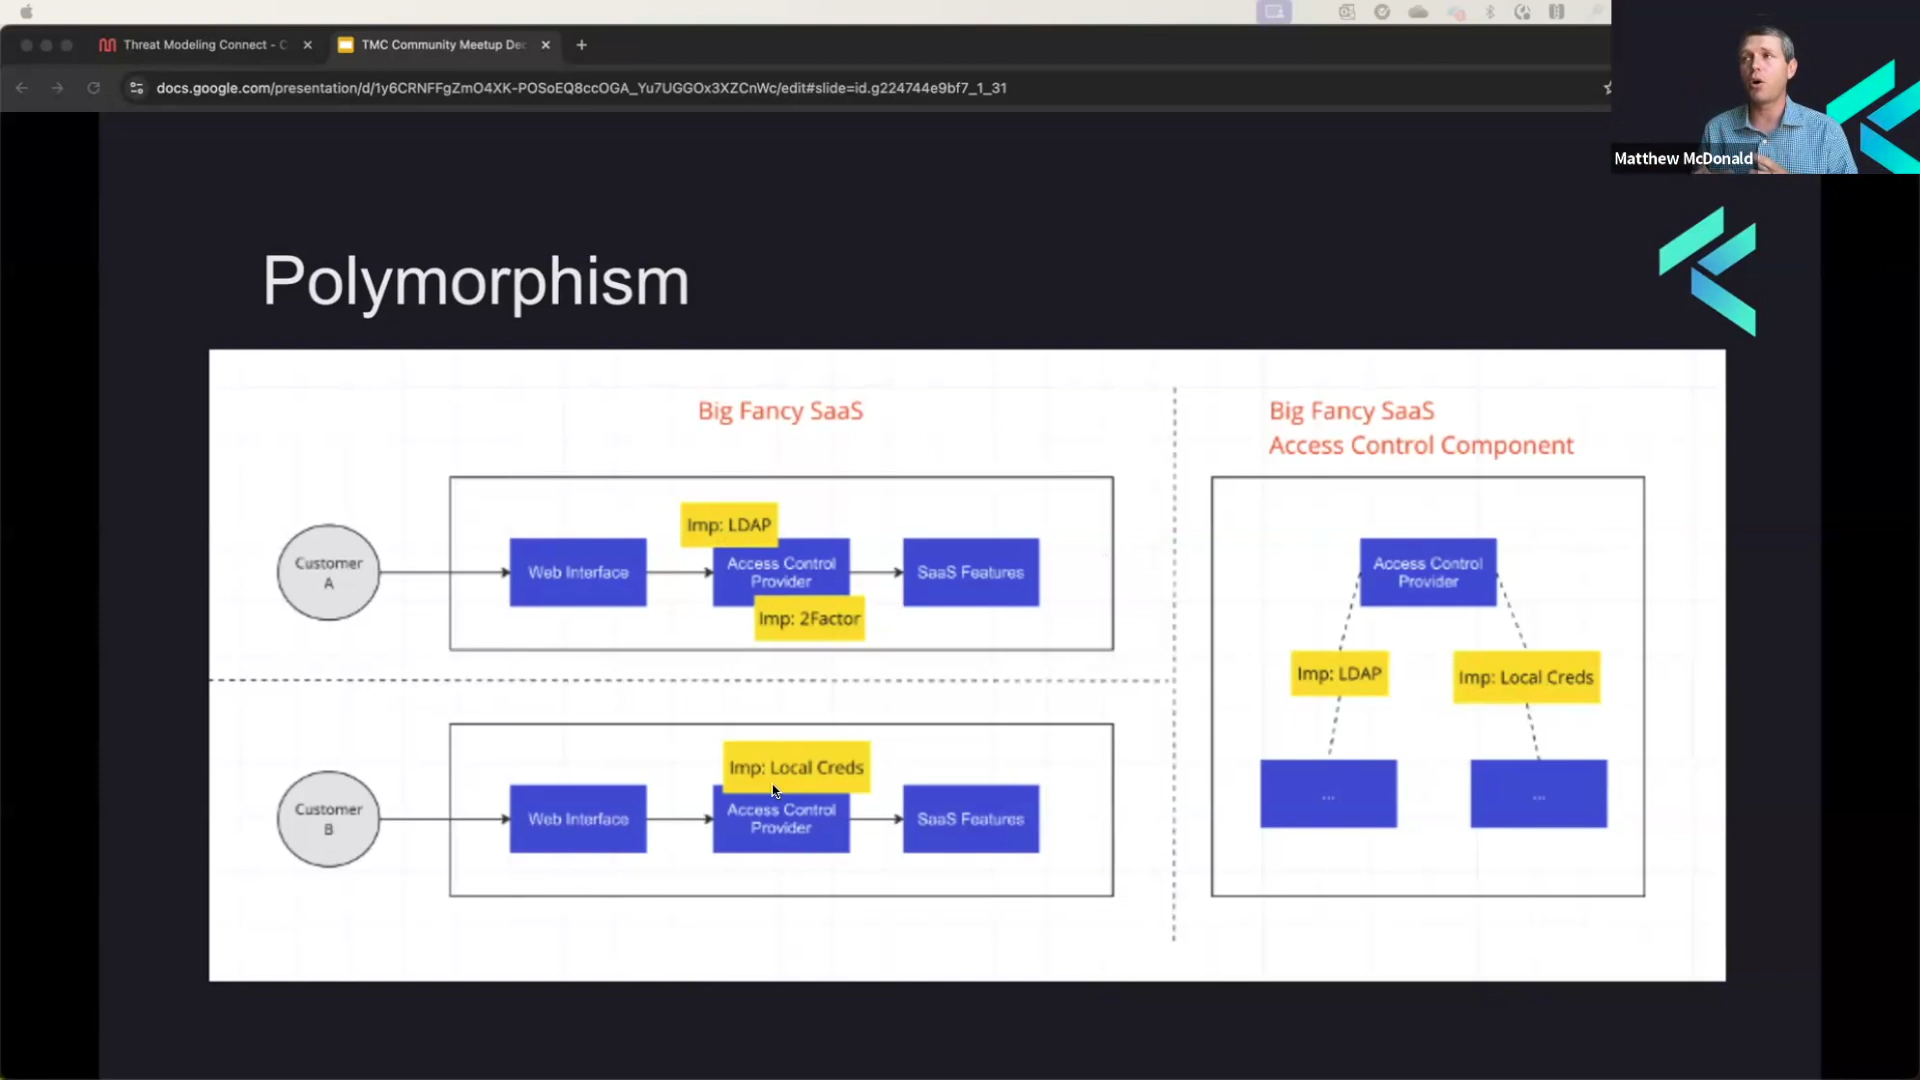 Threat Modeling Connect - C
TMC Community Meetup Dec
docs.google.com/presentation/d/1y6CRNFFgZmO4XK-POSoEQ8ccOGA_Yu7UGGOx3XZCnWc/edit#slide=id.g224744e9bf7_1_31
Matthew McDonald
Polymorphism
Big Fancy SaaS
Customer
A
Web Interface
Imp: LDAP
Access Control
Provider
Imp: 2Factor
SaaS Features
Customer
B
Web Interface
Imp: Local Creds
Access Control
Provider
SaaS Features
Big Fancy SaaS
Access Control Component
Access Control
Provider
Imp: LDAP
Imp: Local Creds
...
...